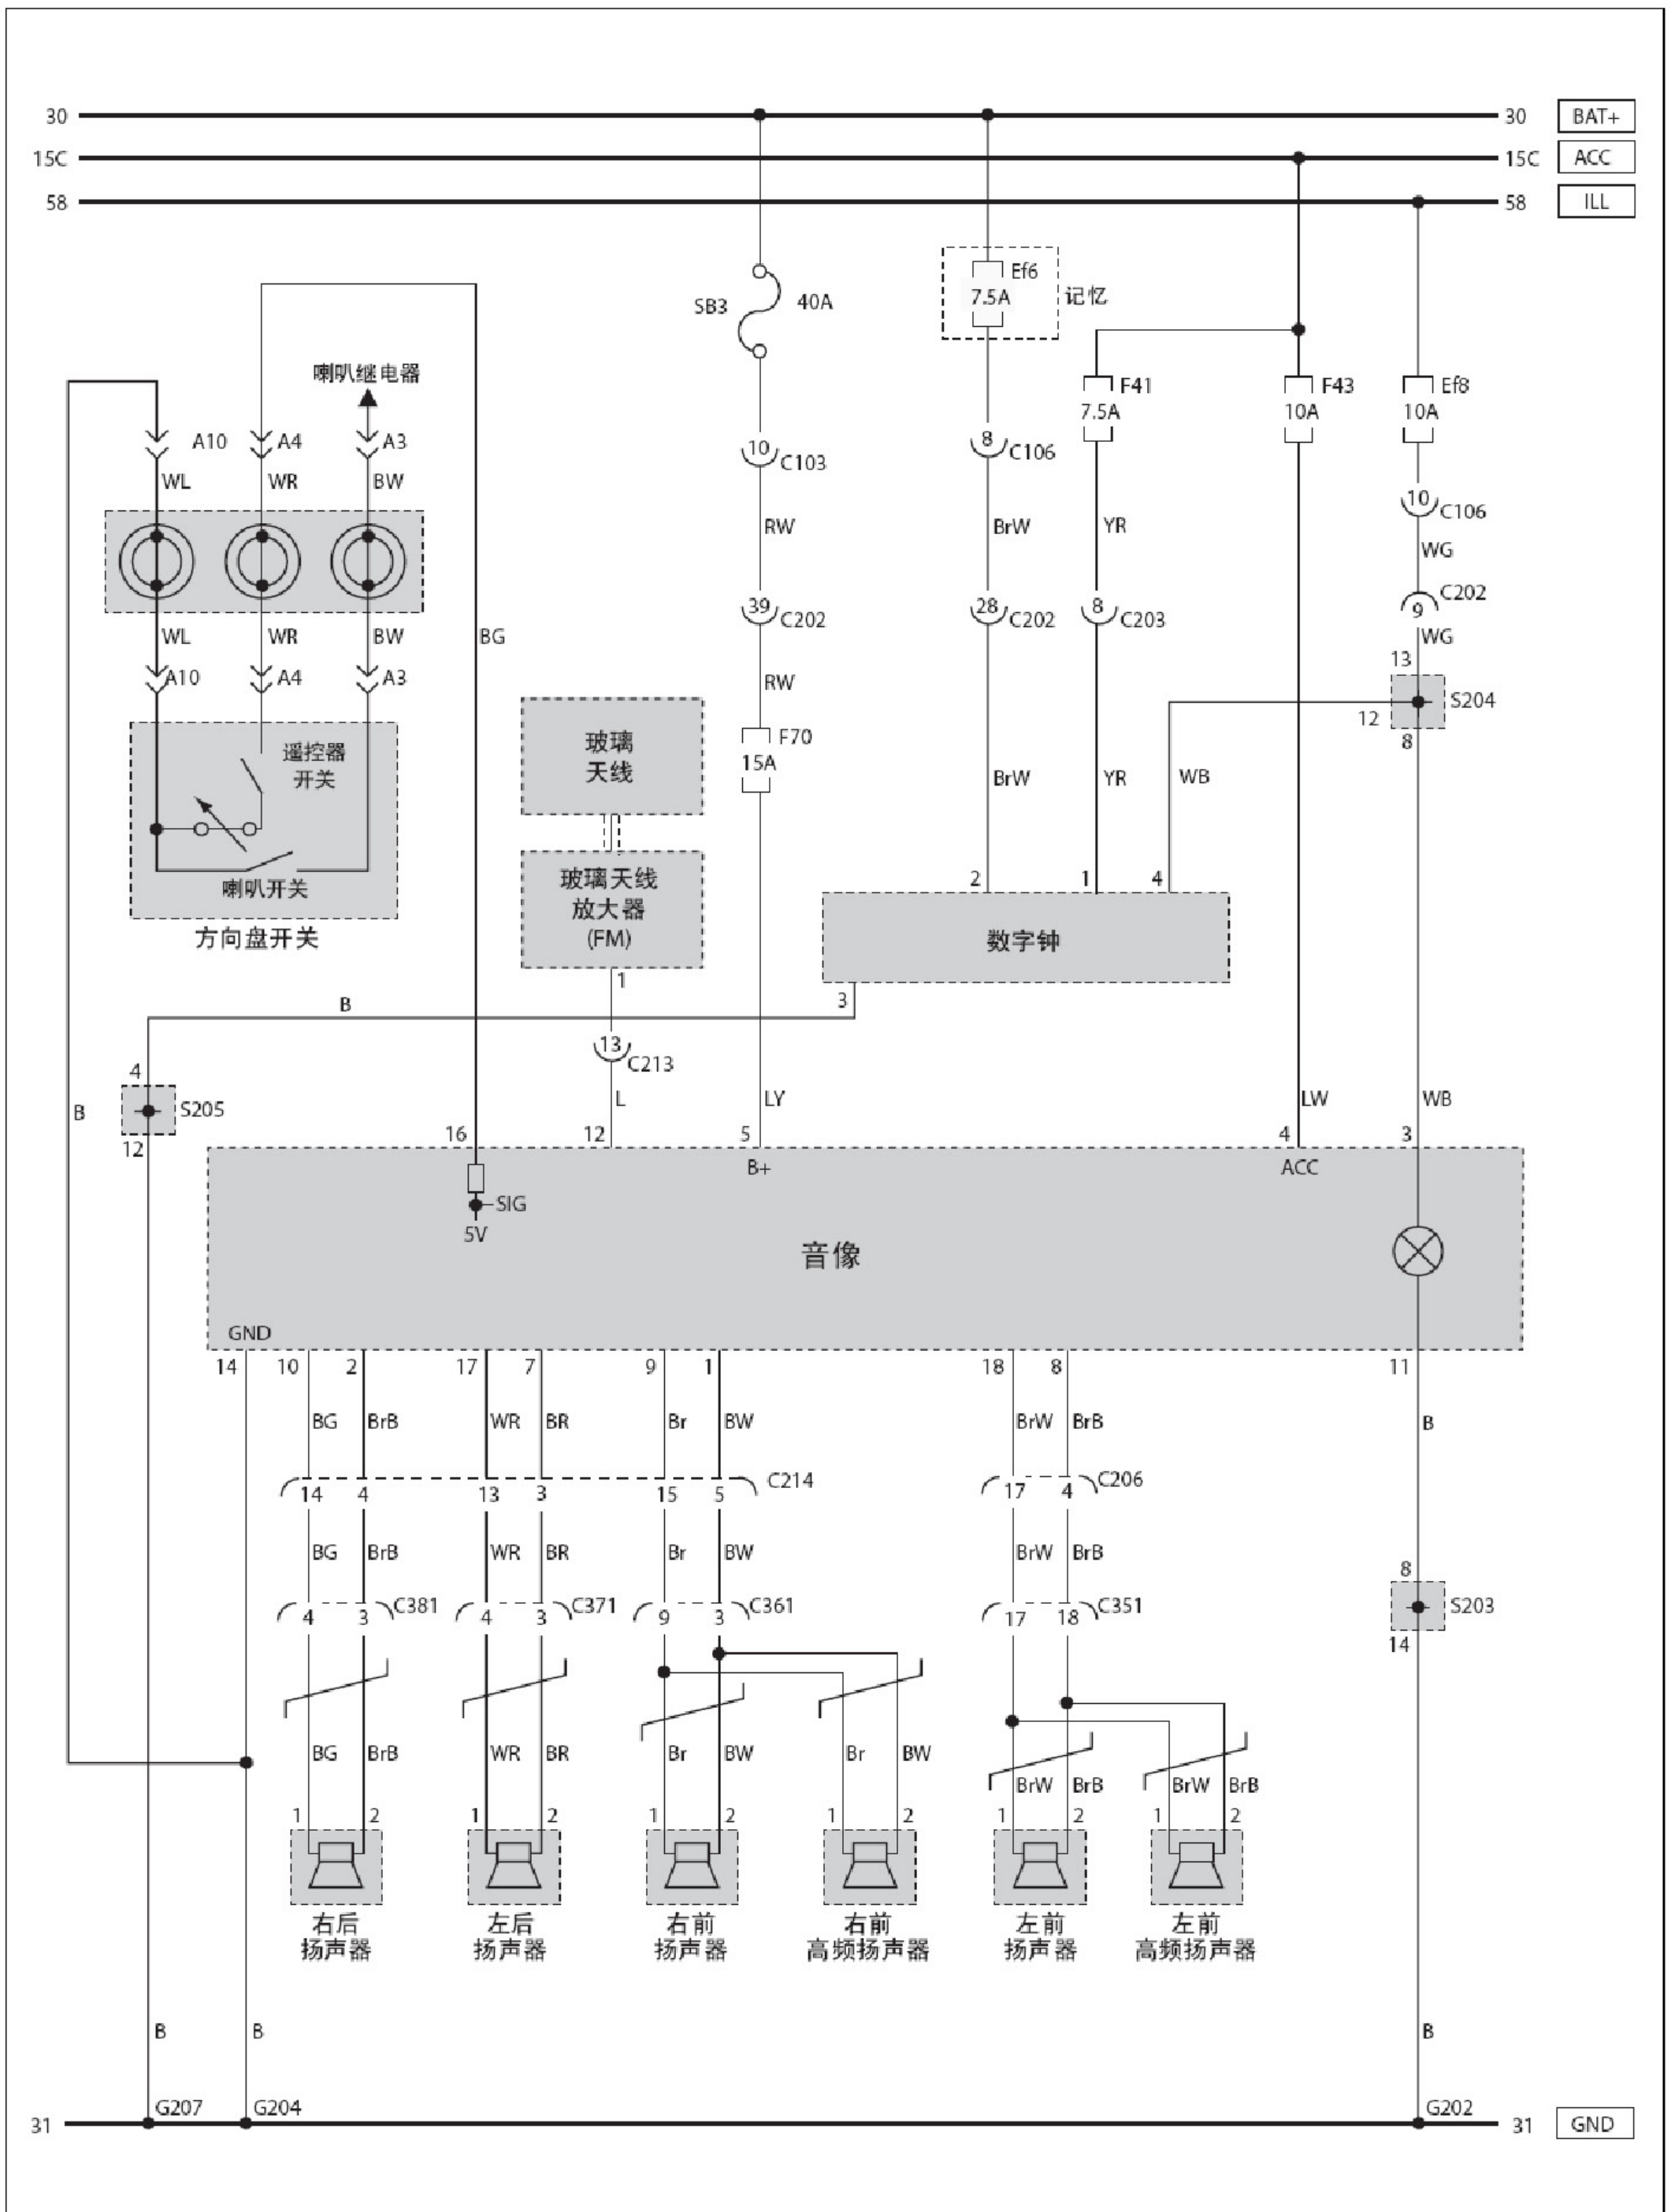 30 30 BAT+
15C 15C ACC
58 58 ILL
Ef6
7.5A 记忆
SB3 40A
喇叭继电器
F41 F43 Ef8
7.5A 10A 10A
A10 A4 A3
10 C103
8 C106
WL WR BW
10 C106
RW BrW YR
WG
C202
9
39 C202
28 C202
8 C203
WL WR BW BG
WG
13
A10 A4 A3
RW
S204
12
8
玻璃
天线
F70
15A
遥控器
开关
BrW YR WB
玻璃天线
放大器
(FM)
2 1 4
喇叭开关
方向盘开关
数字钟
1
3
B
13 C213
4
B S205
12
L LY LW WB
16 12 5 4 3
B+ ACC
SIG
5V
音像
GND
14 10 2 17 7 9 1 18 8 11
BG BrB WR BR Br BW BrW BrB B
14 4 13 3 15 5 C214
17 4 C206
BG BrB WR BR Br BW BrW BrB
8
4 3 C381
4 3 C371
9 3 C361
17 18 C351
S203
14
BG BrB WR BR Br BW Br BW
BrW BrB BrW BrB
1 2 1 2 1 2 1 2 1 2 1 2
右后 左后 右前 右前 左前 左前
扬声器 扬声器 扬声器 高频扬声器 扬声器 高频扬声器
B B B
G207 G204 G202
31 31 GND